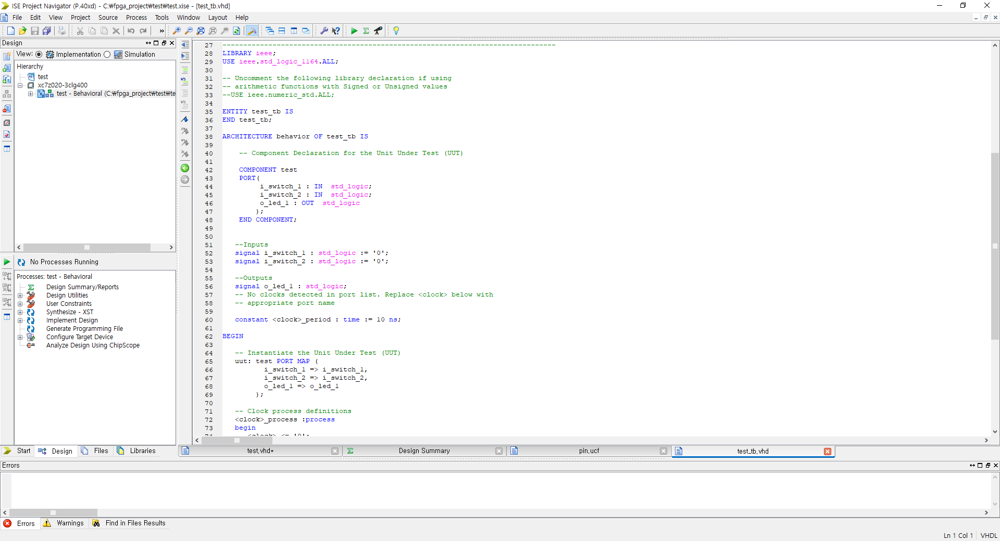 ISE Project Navigator (P.40xd) - C:₩fpga_project₩test₩test.xise - [test_tb.vhd]
File Edit View Project Source Process Tools Window Layout Help
Design
View: Implementation Simulation
Hierarchy
test
xc7z020-3clg400
test - Behavioral (C:₩fpga_project₩test₩te
No Processes Running
Processes: test - Behavioral
Design Summary/Reports
Design Utilities
User Constraints
Synthesize - XST
Implement Design
Generate Programming File
Configure Target Device
Analyze Design Using ChipScope
Start Design Files Libraries
27 --------------------------------------------------------------------------------
28 LIBRARY ieee;
29 USE ieee.std_logic_1164.ALL;
30
31 -- Uncomment the following library declaration if using
32 -- arithmetic functions with Signed or Unsigned values
33 --USE ieee.numeric_std.ALL;
34
35 ENTITY test_tb IS
36 END test_tb;
37
38 ARCHITECTURE behavior OF test_tb IS
39
40 -- Component Declaration for the Unit Under Test (UUT)
41
42 COMPONENT test
43 PORT(
44 i_switch_1 : IN std_logic;
45 i_switch_2 : IN std_logic;
46 o_led_1 : OUT std_logic
47 );
48 END COMPONENT;
49
50
51 --Inputs
52 signal i_switch_1 : std_logic := '0';
53 signal i_switch_2 : std_logic := '0';
54
55 --Outputs
56 signal o_led_1 : std_logic;
57 -- No clocks detected in port list. Replace <clock> below with
58 -- appropriate port name
59
60 constant <clock>_period : time := 10 ns;
61
62 BEGIN
63
64 -- Instantiate the Unit Under Test (UUT)
65 uut: test PORT MAP (
66 i_switch_1 => i_switch_1,
67 i_switch_2 => i_switch_2,
68 o_led_1 => o_led_1
69 );
70
71 -- Clock process definitions
72 <clock>_process :process
73 begin
74 <clock> <= '0';
test.vhd* Design Summary pin.ucf test_tb.vhd
Errors
Errors Warnings Find in Files Results
Ln 1 Col 1 VHDL